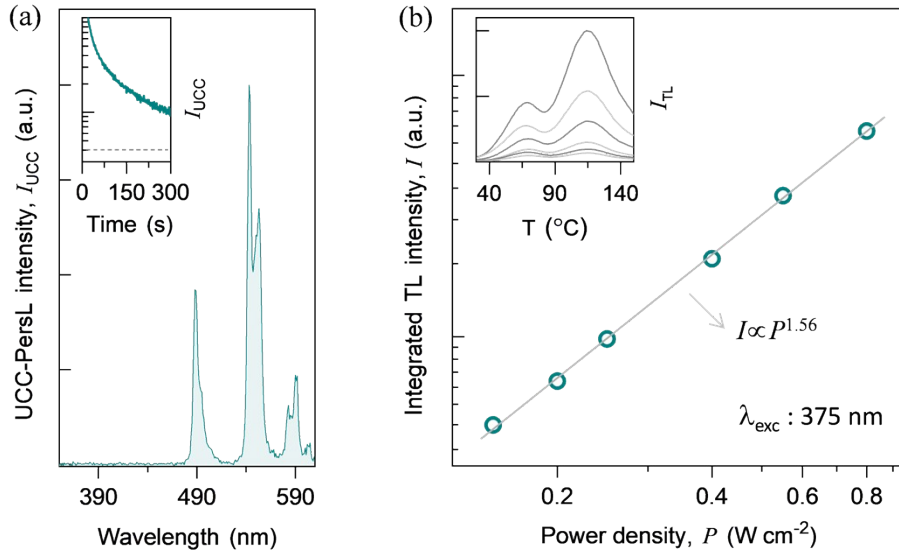 (a)
UCC-PersL intensity, I_UCC (a.u.)
I_UCC
0 150 300
Time (s)
390 490 590
Wavelength (nm)
(b)
Integrated TL intensity, I (a.u.)
I_TL
40 90 140
T (°C)
I∝P^1.56
λ_exc : 375 nm
0.2 0.4 0.6 0.8
Power density, P (W cm⁻²)